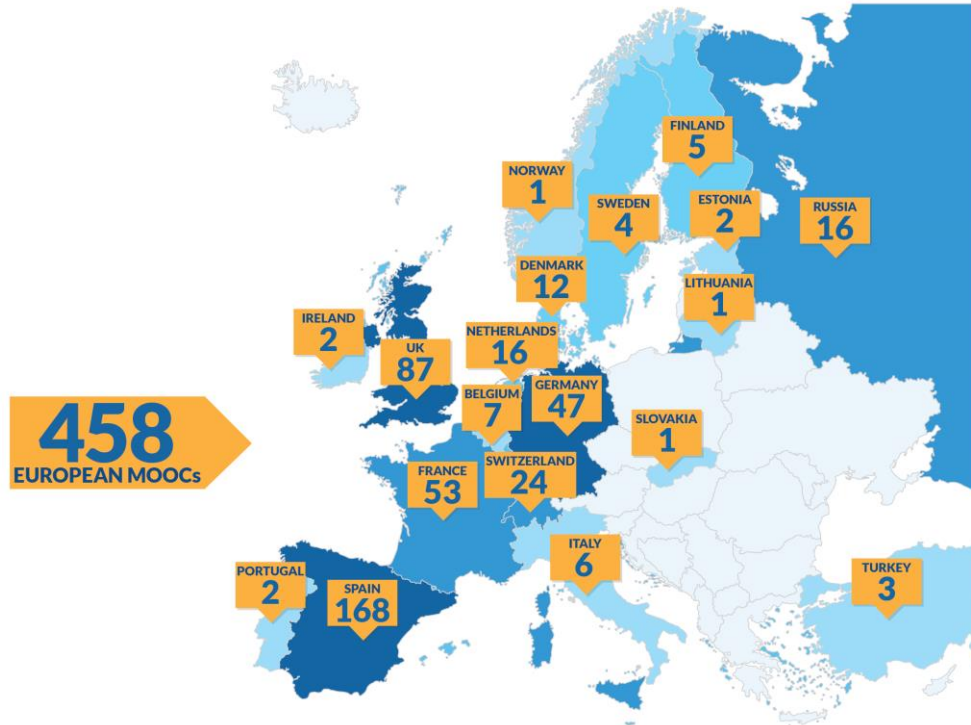 FINLAND
5
NORWAY
1
SWEDEN
4
ESTONIA
2
RUSSIA
16
DENMARK
12
LITHUANIA
1
IRELAND
2
NETHERLANDS
16
UK
87
BELGIUM
7
GERMANY
47
SLOVAKIA
1
458
EUROPEAN MOOCs
FRANCE
53
SWITZERLAND
24
ITALY
6
TURKEY
3
PORTUGAL
2
SPAIN
168